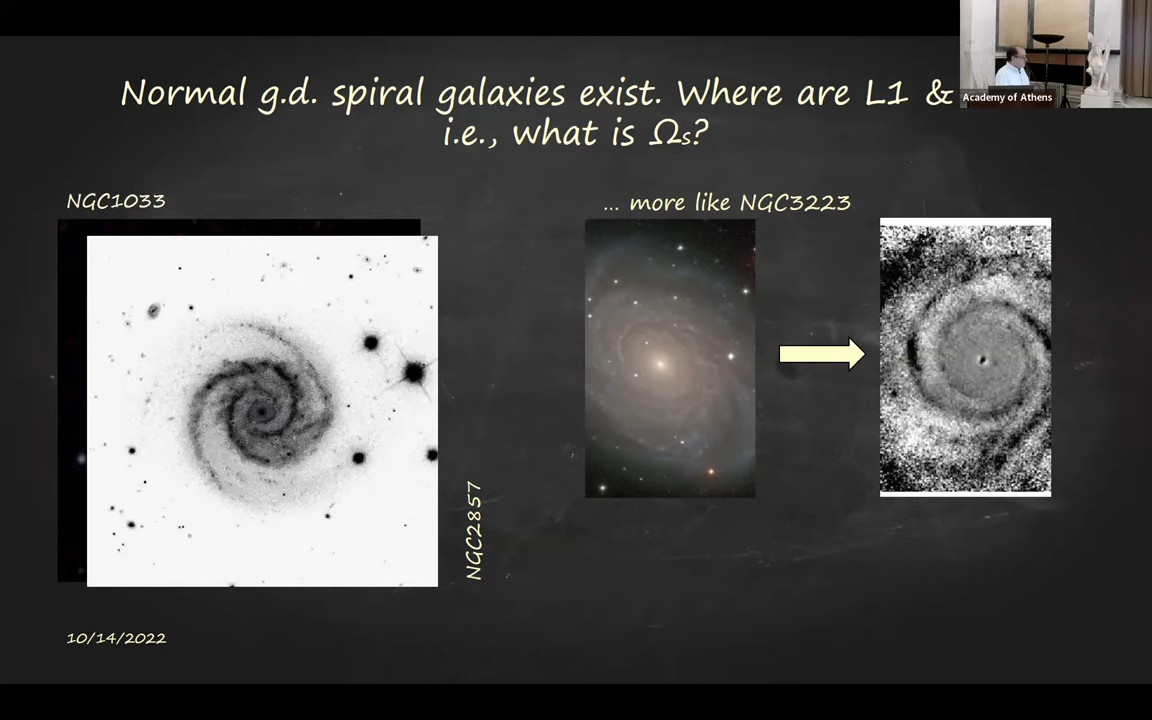 Normal g.d. spiral galaxies exist. Where are L1 &
i.e., what is Ωs?
Academy of Athens
NGC1033
... more like NGC3223
NGC2857
10/14/2022